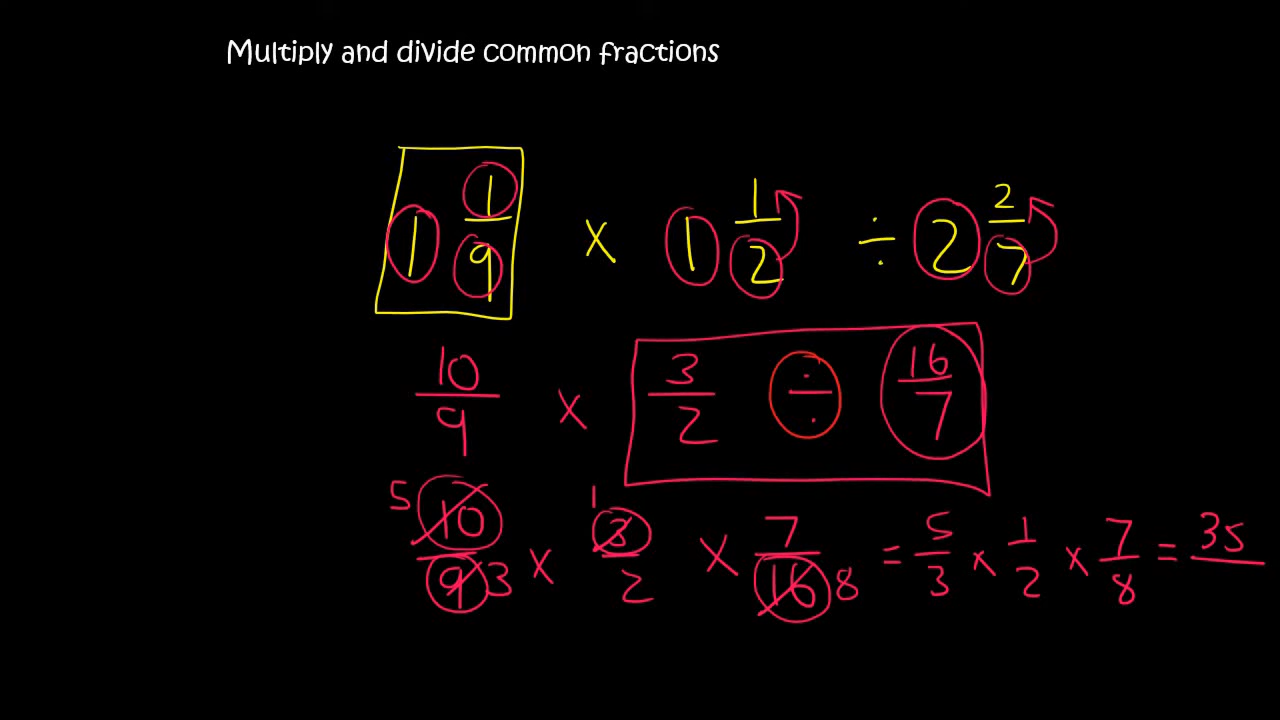 Multiply and divide common fractions
1 1/9 x 1 1/2 ÷ 2 2/7
10/9 x 3/2 ÷ 16/7
5 10/9 3 x 1 3/2 x 7/16 8 = 5/3 x 1/2 x 7/8 = 35/